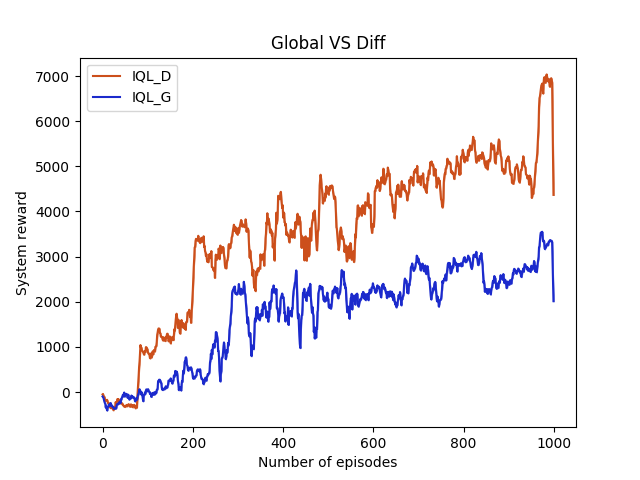 Global VS Diff
IQL_D
IQL_G
System reward
7000
6000
5000
4000
3000
2000
1000
0
0 200 400 600 800 1000
Number of episodes